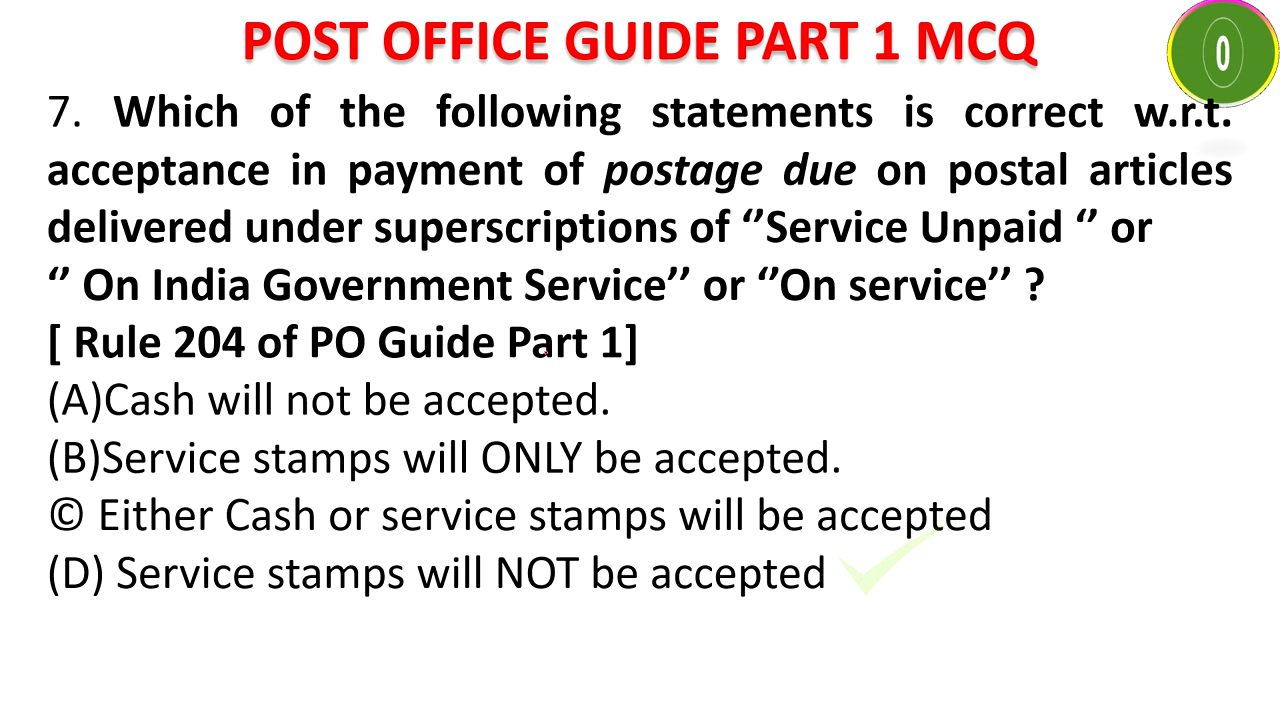 POST OFFICE GUIDE PART 1 MCQ
0
7. Which of the following statements is correct w.r.t.
acceptance in payment of postage due on postal articles
delivered under superscriptions of ‘’Service Unpaid ‘’ or
‘’ On India Government Service’’ or ‘’On service’’ ?
[ Rule 204 of PO Guide Part 1]
(A)Cash will not be accepted.
(B)Service stamps will ONLY be accepted.
© Either Cash or service stamps will be accepted
(D) Service stamps will NOT be accepted